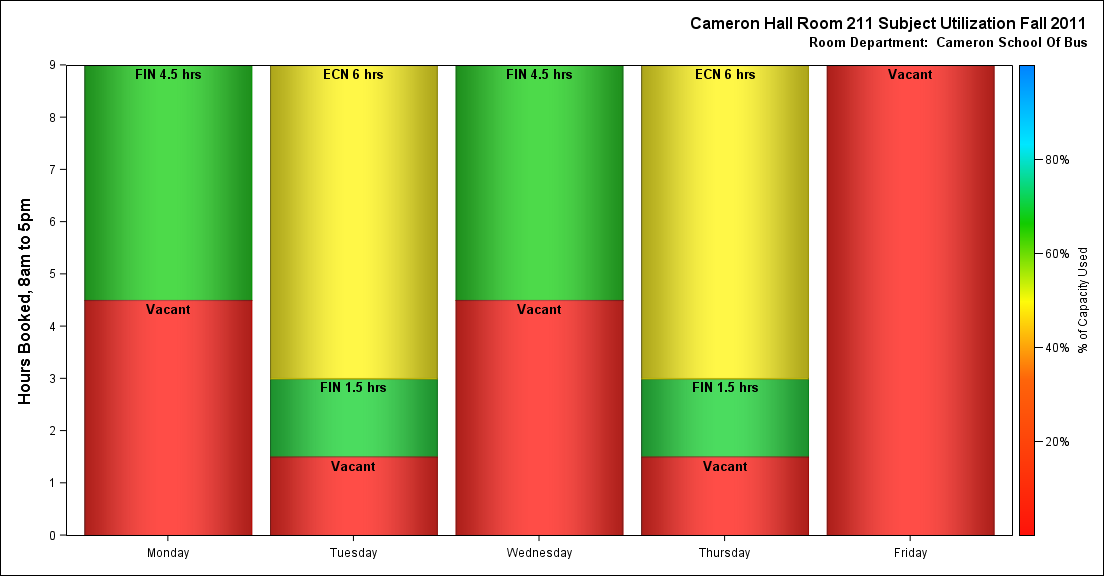 Cameron Hall Room 211 Subject Utilization Fall 2011
Room Department:  Cameron School Of Bus
Hours Booked, 8am to 5pm
9
8
7
6
5
4
3
2
1
0
FIN 4.5 hrs
Vacant
ECN 6 hrs
FIN 1.5 hrs
Vacant
FIN 4.5 hrs
Vacant
ECN 6 hrs
FIN 1.5 hrs
Vacant
Vacant
Monday
Tuesday
Wednesday
Thursday
Friday
80%
60%
40%
20%
% of Capacity Used